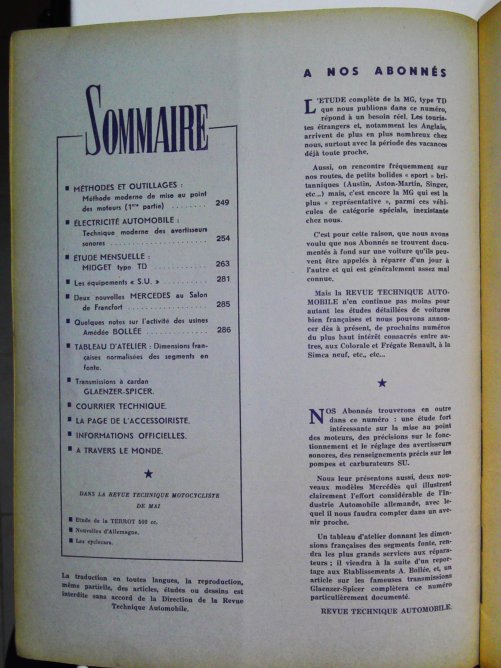 SOMMAIRE
MÉTHODES ET OUTILLAGES :
Méthode moderne de mise au point
des moteurs (1ère partie) ........ 249
ÉLECTRICITÉ AUTOMOBILE :
Technique moderne des avertisseurs
sonores ........ 254
ÉTUDE MENSUELLE :
MIDGET type TD ........ 263
Les équipements « S.U. » ........ 281
Deux nouvelles MERCEDES au Salon
de Francfort ........ 285
Quelques notes sur l'activité des usines
Amédée BOLLÉE ........ 286
TABLEAU D'ATELIER : Dimensions fran-
çaises normalisées des segments en
fonte.
Transmissions à cardan
GLAENZER-SPICER.
COURRIER TECHNIQUE.
LA PAGE DE L'ACCESSOIRISTE.
INFORMATIONS OFFICIELLES.
A TRAVERS LE MONDE.
DANS LA REVUE TECHNIQUE MOTOCYCLISTE
DE MAI
Etude de la TERROT 500 cc.
Nouvelles d'Allemagne.
Les cyclecars.
La traduction en toutes langues, la reproduction,
même partielle, des articles, études ou dessins est
interdite sans accord de la Direction de la Revue
Technique Automobile.
A NOS ABONNÉS
L'ETUDE complète de la MG, type TD
que nous publions dans ce numéro,
répond à un besoin réel. Les touris-
tes étrangers et, notamment les Anglais,
arrivent de plus en plus nombreux chez
nous, surtout avec la période des vacances
déjà toute proche.
Aussi, on rencontre fréquemment sur
nos routes, de petits bolides « sport » bri-
tanniques (Austin, Aston-Martin, Singer,
etc...) mais, c'est encore la MG qui est la
plus « représentative », parmi ces véhi-
cules de catégorie spéciale, inexistante
chez nous.
C'est pour cette raison, que nous avons
voulu que nos Abonnés se trouvent docu-
mentés à fond sur une voiture qu'ils peu-
vent être appelés à réparer d'un jour à
l'autre et qui est généralement assez mal
connue.
Mais la REVUE TECHNIQUE AUTO-
MOBILE n'en continue pas moins pour
autant les études détaillées de voitures
bien françaises et nous pouvons annon-
cer dès à présent, de prochains numéros
du plus haut intérêt consacrés entre au-
tres, aux Colorale et Frégate Renault, à la
Simca neuf, etc., etc...
NOS Abonnés trouverons en outre
dans ce numéro : une étude fort
intéressante sur la mise au point
des moteurs, des précisions sur le fonc-
tionnement et le réglage des avertisseurs
sonores, des renseignements précis sur les
pompes et carburateurs SU.
Nous leur présentons aussi, deux nou-
veaux modèles Mercédès qui illustrent
clairement l'effort considérable de l'In-
dustrie Automobile allemande, avec le-
quel il nous faudra compter dans un ave-
nir proche.
Un tableau d'atelier donnant les dimen-
sions françaises des segments fonte, ren-
dra les plus grands services aux répara-
teurs ; il viendra à la suite d'un repor-
tage aux Etablissements A. Bollée, et, un
article sur les fameuses transmissions
Glaenzer-Spicer complètera ce numéro
particulièrement documenté.
REVUE TECHNIQUE AUTOMOBILE.